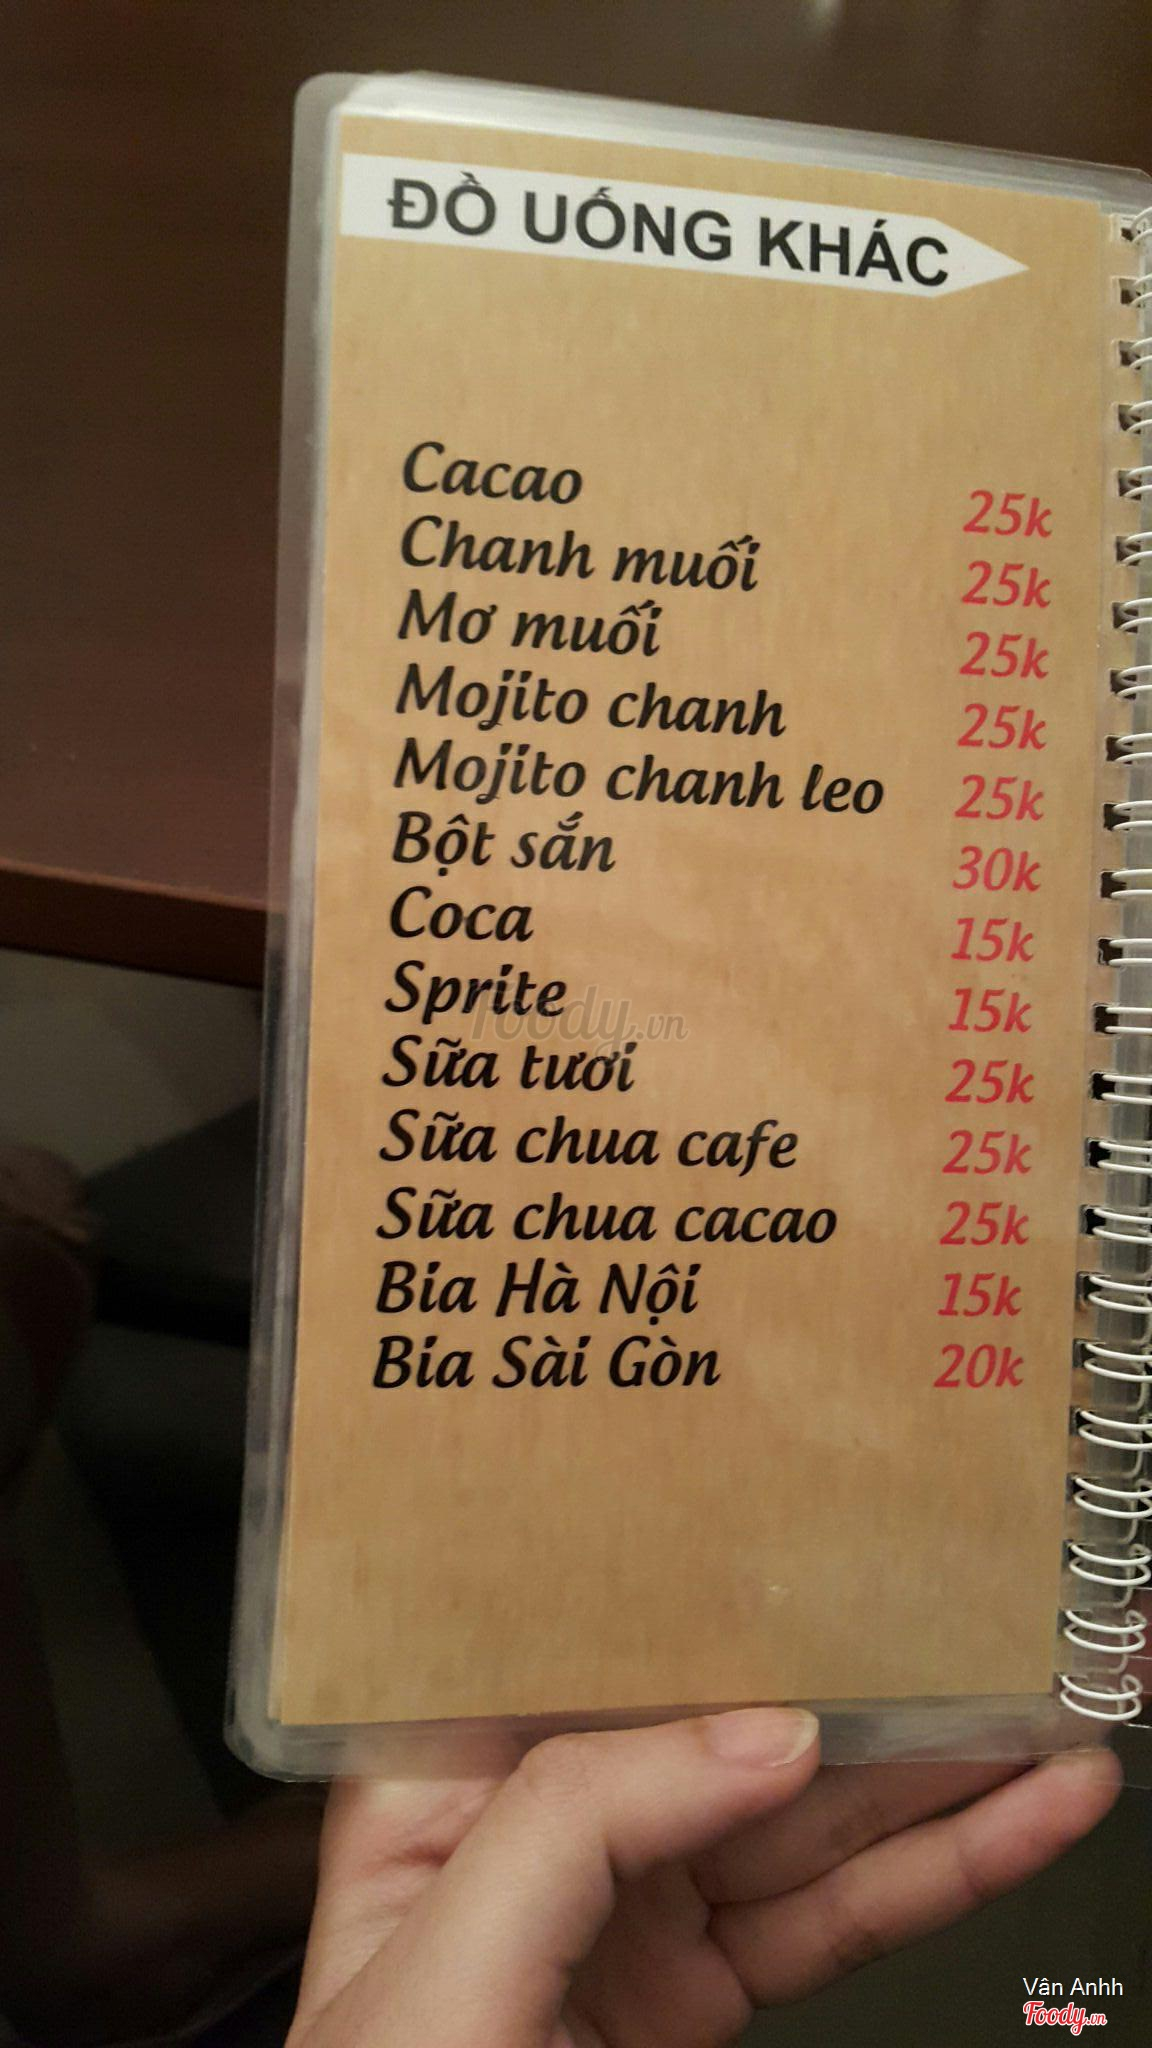 ĐỒ UỐNG KHÁC
Cacao 25k
Chanh muối 25k
Mơ muối 25k
Mojito chanh 25k
Mojito chanh leo 25k
Bột sắn 30k
Coca 15k
Sprite 15k
Foody.vn
Sữa tươi 25k
Sữa chua cafe 25k
Sữa chua cacao 25k
Bia Hà Nội 15k
Bia Sài Gòn 20k
Vân Anhh
Foody.vn